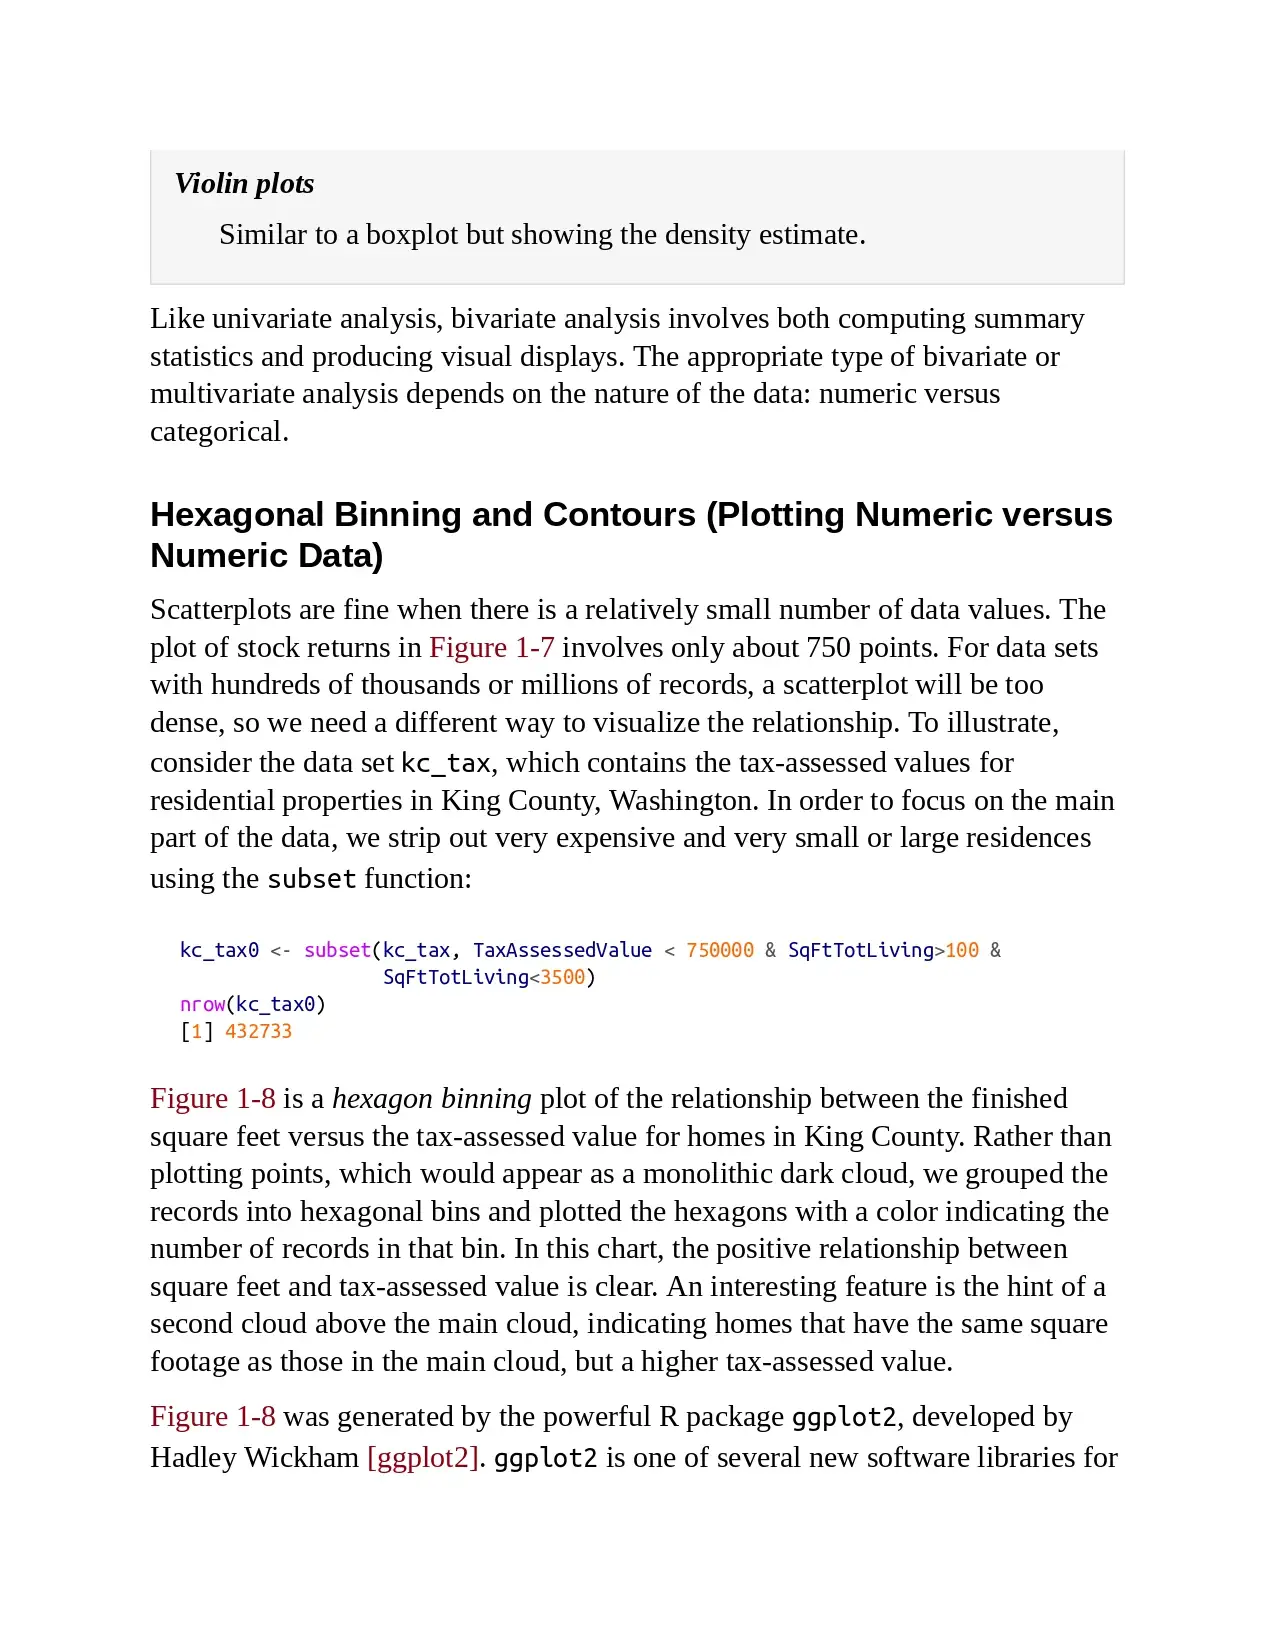 Violin plots
Similar to a boxplot but showing the density estimate.
Like univariate analysis, bivariate analysis involves both computing summary
statistics and producing visual displays. The appropriate type of bivariate or
multivariate analysis depends on the nature of the data: numeric versus
categorical.
Hexagonal Binning and Contours (Plotting Numeric versus
Numeric Data)
Scatterplots are fine when there is a relatively small number of data values. The
plot of stock returns in Figure 1-7 involves only about 750 points. For data sets
with hundreds of thousands or millions of records, a scatterplot will be too
dense, so we need a different way to visualize the relationship. To illustrate,
consider the data set kc_tax, which contains the tax-assessed values for
residential properties in King County, Washington. In order to focus on the main
part of the data, we strip out very expensive and very small or large residences
using the subset function:
kc_tax0 <- subset(kc_tax, TaxAssessedValue < 750000 & SqFtTotLiving>100 &
SqFtTotLiving<3500)
nrow(kc_tax0)
[1] 432733
Figure 1-8 is a hexagon binning plot of the relationship between the finished
square feet versus the tax-assessed value for homes in King County. Rather than
plotting points, which would appear as a monolithic dark cloud, we grouped the
records into hexagonal bins and plotted the hexagons with a color indicating the
number of records in that bin. In this chart, the positive relationship between
square feet and tax-assessed value is clear. An interesting feature is the hint of a
second cloud above the main cloud, indicating homes that have the same square
footage as those in the main cloud, but a higher tax-assessed value.
Figure 1-8 was generated by the powerful R package ggplot2, developed by
Hadley Wickham [ggplot2]. ggplot2 is one of several new software libraries for